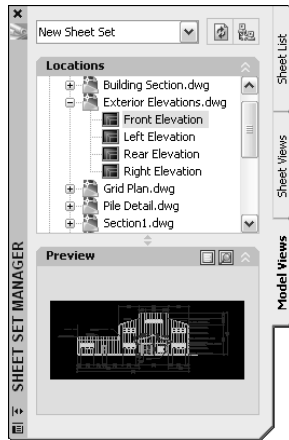 New Sheet Set
Locations
Building Section.dwg
Exterior Elevations.dwg
Front Elevation
Left Elevation
Rear Elevation
Right Elevation
Grid Plan.dwg
Pile Detail.dwg
Section1.dwg
Preview
SHEET SET MANAGER
Sheet List
Sheet Views
Model Views